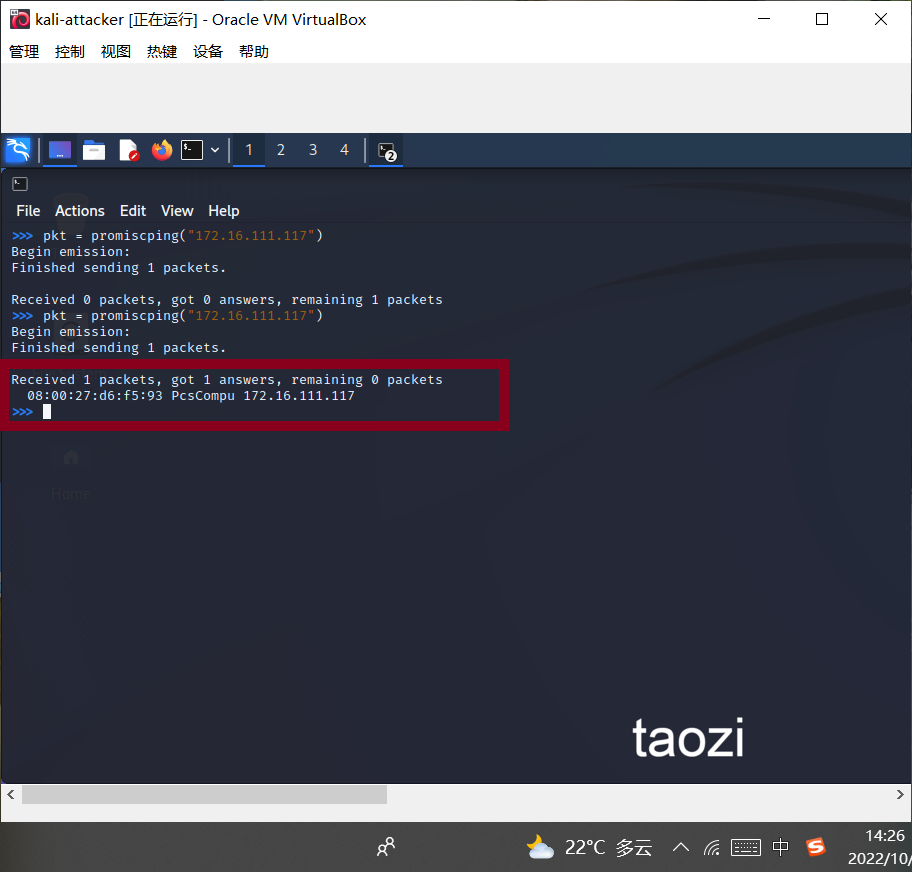 kali-attacker [正在运行] - Oracle VM VirtualBox
管理 控制 视图 热键 设备 帮助
1 2 3 4 2
File Actions Edit View Help
>>> pkt = promiscping("172.16.111.117")
Begin emission:
Finished sending 1 packets.
Received 0 packets, got 0 answers, remaining 1 packets
>>> pkt = promiscping("172.16.111.117")
Begin emission:
Finished sending 1 packets.
Received 1 packets, got 1 answers, remaining 0 packets
08:00:27:d6:f5:93 PcsCompu 172.16.111.117
>>>
Home
taozi
22°C 多云 中 14:26
2022/10/